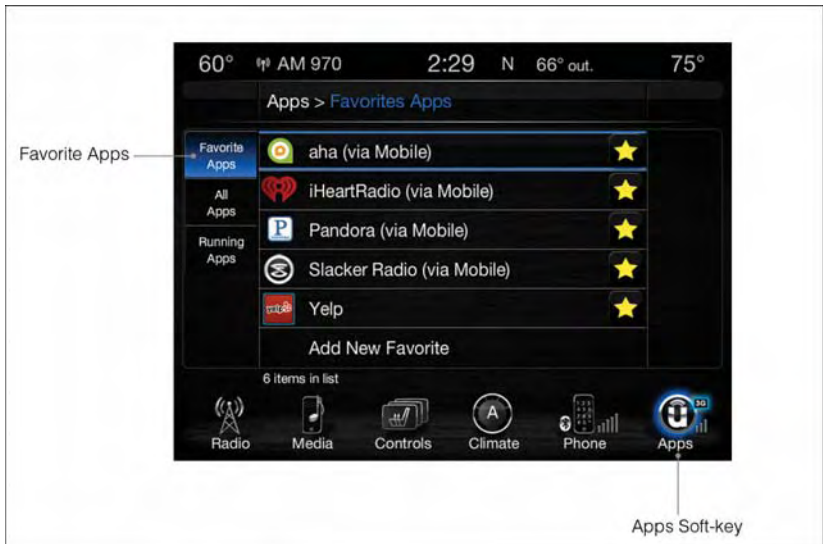 60° AM 970 2:29 N 66° out. 75°
Apps > Favorites Apps
Favorite Apps
Favorite
Apps
All
Apps
Running
Apps
aha (via Mobile)
iHeartRadio (via Mobile)
P
Pandora (via Mobile)
S
Slacker Radio (via Mobile)
yelp
Yelp
Add New Favorite
6 items in list
A
3G
Radio Media Controls Climate Phone Apps
Apps Soft-key